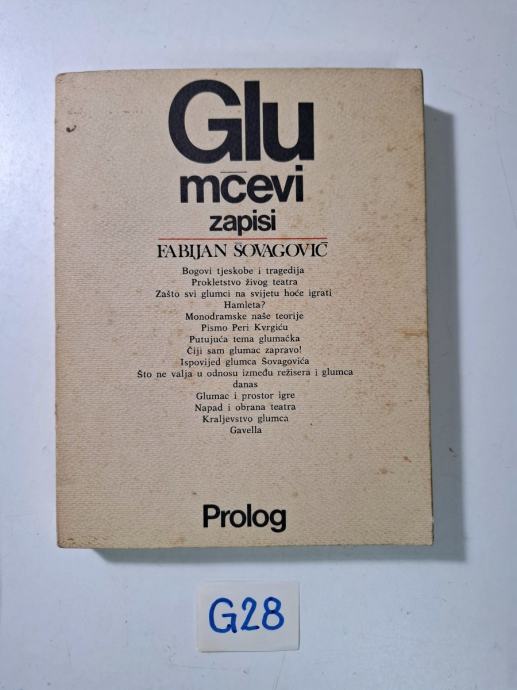 Glu
mčevi
zapisi
FABIJAN ŠOVAGOVIĆ
Bogovi tjeskobe i tragedija
Prokletstvo živog teatra
Zašto svi glumci na svijetu hoće igrati
Hamleta?
Monodramske naše teorije
Pismo Peri Kvrgiću
Putujuća tema glumačka
Čiji sam glumac zapravo!
Ispovijed glumca Šovagovića
Što ne valja u odnosu između režisera i glumca
danas
Glumac i prostor igre
Napad i obrana teatra
Kraljevstvo glumca
Gavella
Prolog
G28